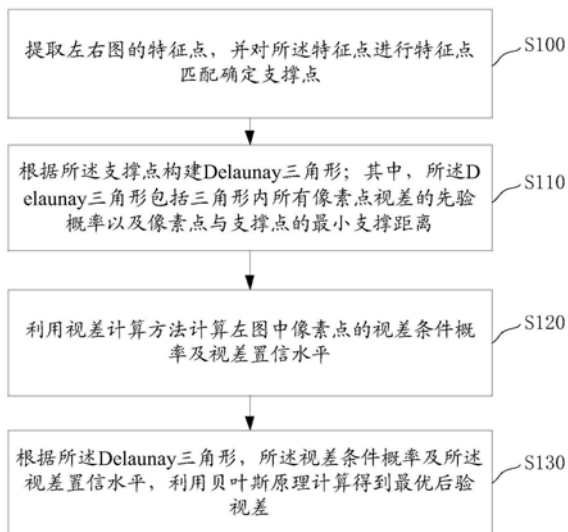 提取左右图的特征点，并对所述特征点进行特征点
匹配确定支撑点
S100
根据所述支撑点构建Delaunay三角形；其中，所述D
elaunay三角形包括三角形内所有像素点视差的先验
概率以及像素点与支撑点的最小支撑距离
S110
利用视差计算方法计算左图中像素点的视差条件概
率及视差置信水平
S120
根据所述Delaunay三角形，所述视差条件概率及所述
视差置信水平，利用贝叶斯原理计算得到最优后验
视差
S130